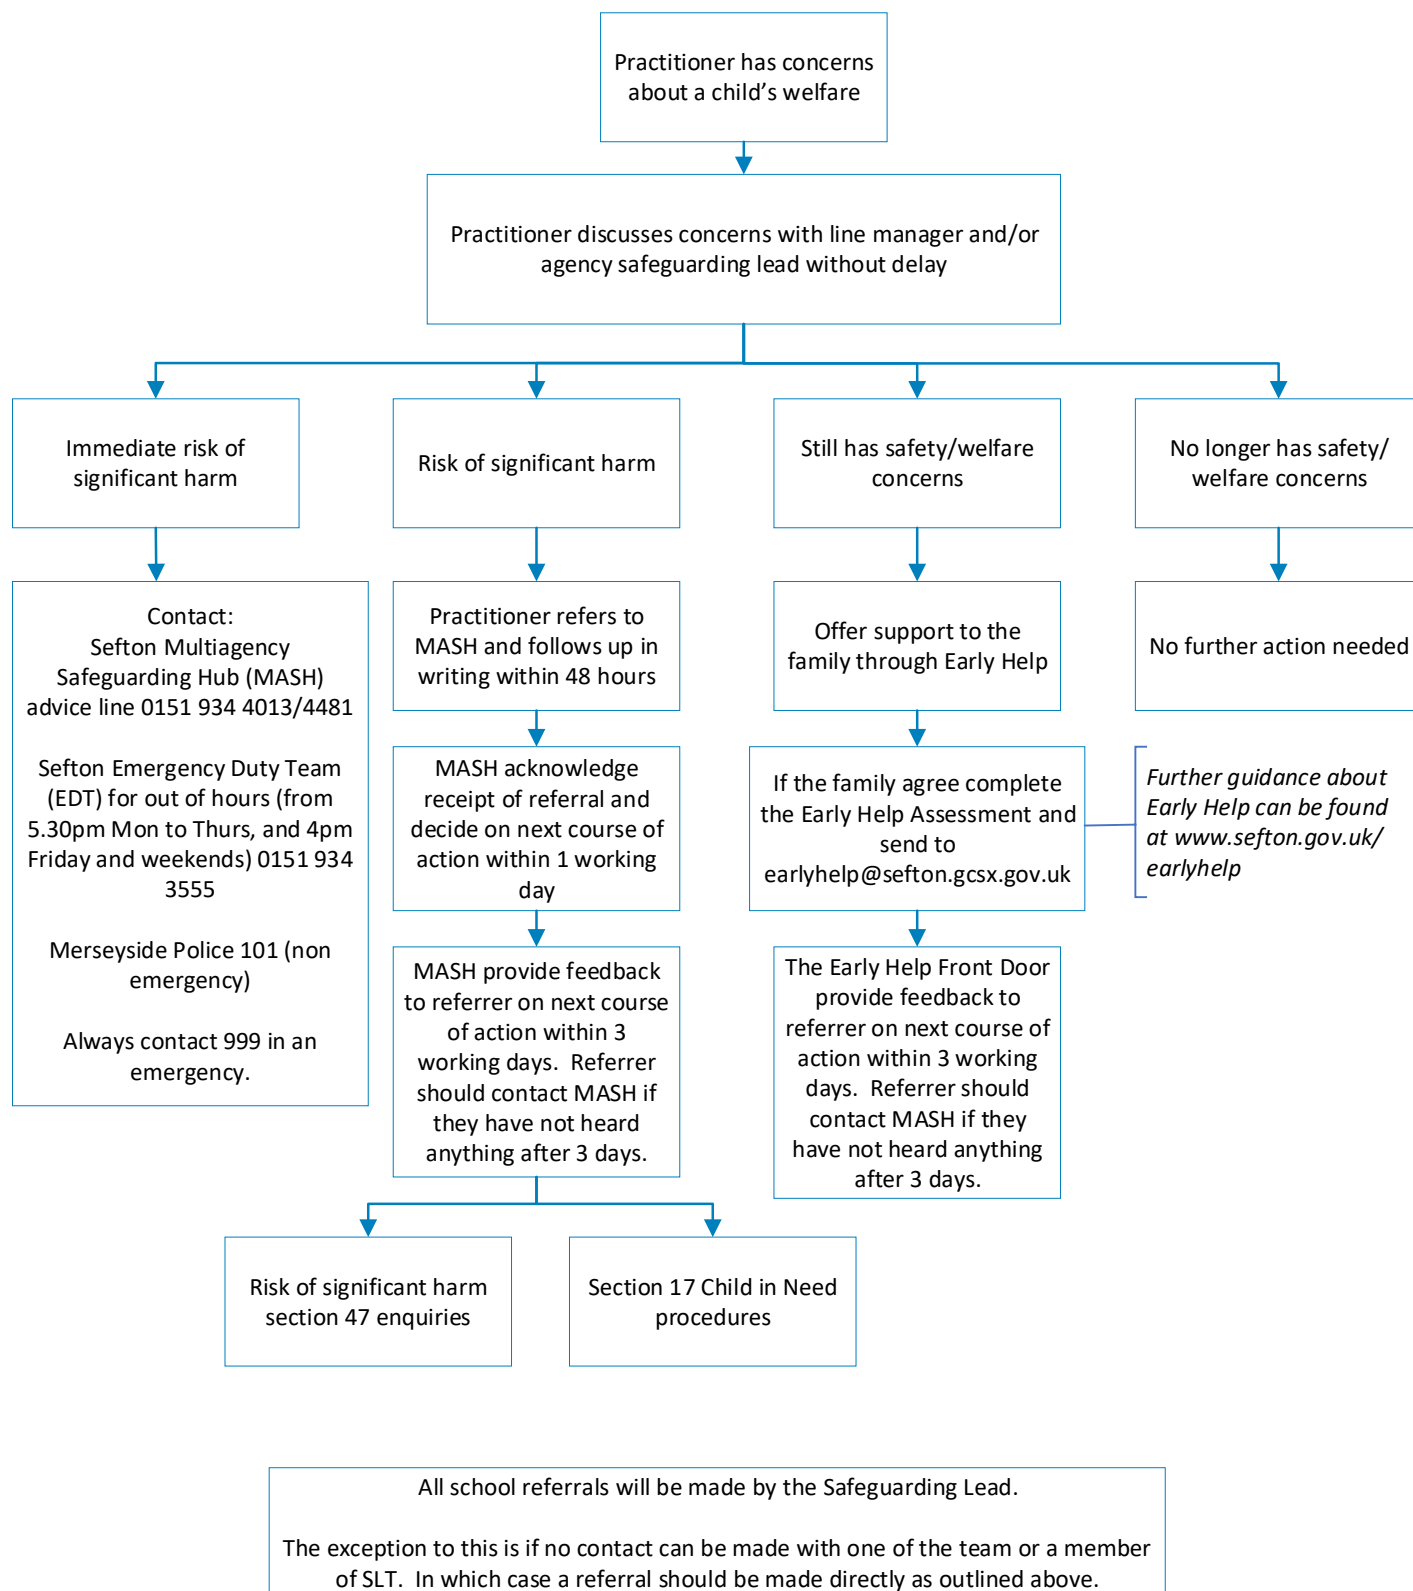 Practitioner has concerns
about a child’s welfare
Practitioner discusses concerns with line manager and/or
agency safeguarding lead without delay
Immediate risk of
significant harm
Risk of significant harm
Still has safety/welfare
concerns
No longer has safety/
welfare concerns
Contact:
Sefton Multiagency
Safeguarding Hub (MASH)
advice line 0151 934 4013/4481
Sefton Emergency Duty Team
(EDT) for out of hours (from
5.30pm Mon to Thurs, and 4pm
Friday and weekends) 0151 934
3555
Merseyside Police 101 (non
emergency)
Always contact 999 in an
emergency.
Practitioner refers to
MASH and follows up in
writing within 48 hours
Offer support to the
family through Early Help
No further action needed
MASH acknowledge
receipt of referral and
decide on next course of
action within 1 working
day
If the family agree complete
the Early Help Assessment and
send to
earlyhelp@sefton.gcsx.gov.uk
Further guidance about
Early Help can be found
at www.sefton.gov.uk/
earlyhelp
MASH provide feedback
to referrer on next course
of action within 3
working days.  Referrer
should contact MASH if
they have not heard
anything after 3 days.
The Early Help Front Door
provide feedback to
referrer on next course of
action within 3 working
days.  Referrer should
contact MASH if they
have not heard anything
after 3 days.
Risk of significant harm
section 47 enquiries
Section 17 Child in Need
procedures
All school referrals will be made by the Safeguarding Lead.
The exception to this is if no contact can be made with one of the team or a member
of SLT.  In which case a referral should be made directly as outlined above.